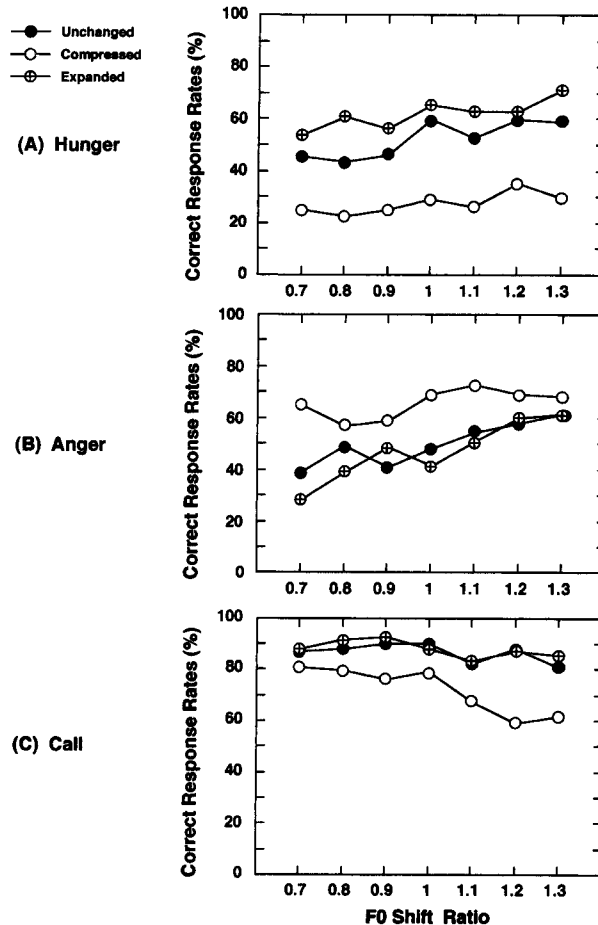 Unchanged
Compressed
Expanded
(A) Hunger
Correct Response Rates (%)
100
80
60
40
20
0
0.7 0.8 0.9 1 1.1 1.2 1.3
(B) Anger
Correct Response Rates (%)
100
80
60
40
20
0
0.7 0.8 0.9 1 1.1 1.2 1.3
(C) Call
Correct Response Rates (%)
100
80
60
40
20
0
0.7 0.8 0.9 1 1.1 1.2 1.3
F0 Shift Ratio